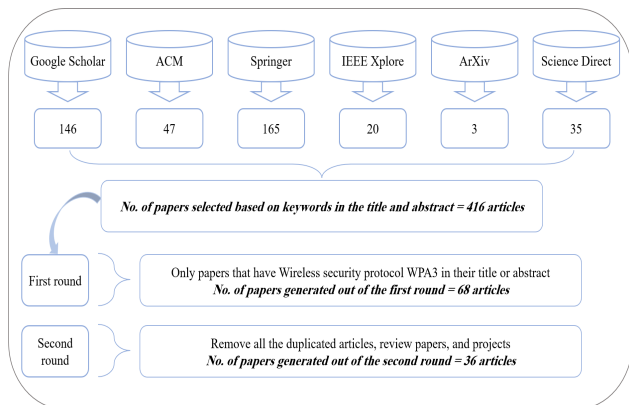 Google Scholar
ACM
Springer
IEEE Xplore
ArXiv
Science Direct
146
47
165
20
3
35
No. of papers selected based on keywords in the title and abstract = 416 articles
First round
Only papers that have Wireless security protocol WPA3 in their title or abstract
No. of papers generated out of the first round = 68 articles
Second
round
Remove all the duplicated articles, review papers, and projects
No. of papers generated out of the second round = 36 articles